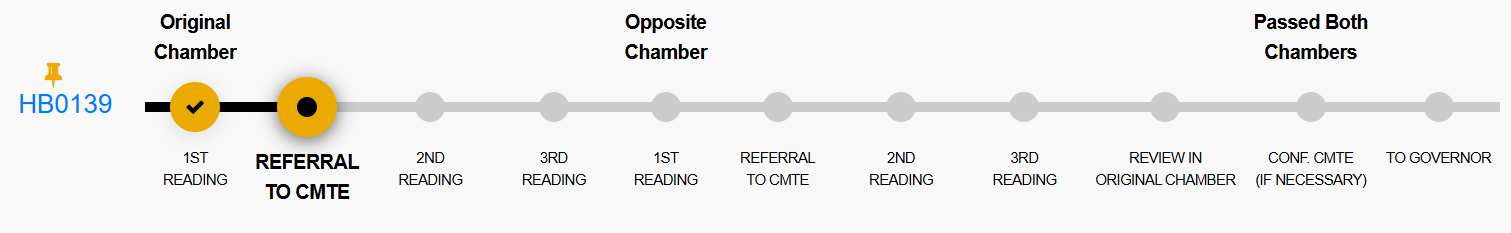 Original
Chamber
Opposite
Chamber
Passed Both
Chambers
HB0139
1ST
READING
REFERRAL
TO CMTE
2ND
READING
3RD
READING
1ST
READING
REFERRAL
TO CMTE
2ND
READING
3RD
READING
REVIEW IN
ORIGINAL CHAMBER
CONF. CMTE
(IF NECESSARY)
TO GOVERNOR